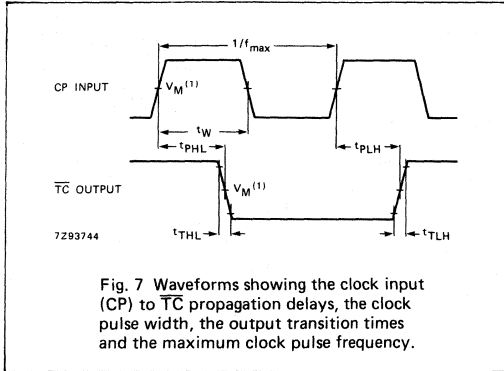 1/fmax
CP INPUT
VM(1)
tW
tPHL
tPLH
T̅C̅ OUTPUT
VM(1)
7Z93744
tTHL
tTLH
Fig. 7 Waveforms showing the clock input
(CP) to T̅C̅ propagation delays, the clock
pulse width, the output transition times
and the maximum clock pulse frequency.